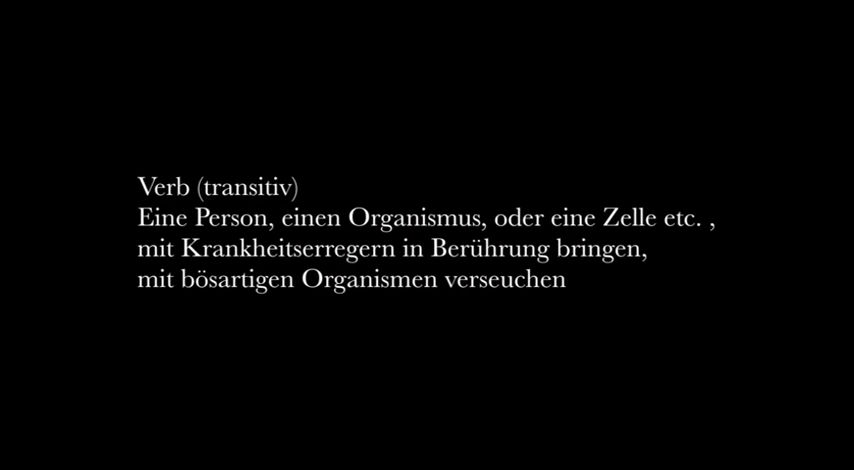 Verb (transitiv)
Eine Person, einen Organismus, oder eine Zelle etc. ,
mit Krankheitserregern in Berührung bringen,
mit bösartigen Organismen verseuchen